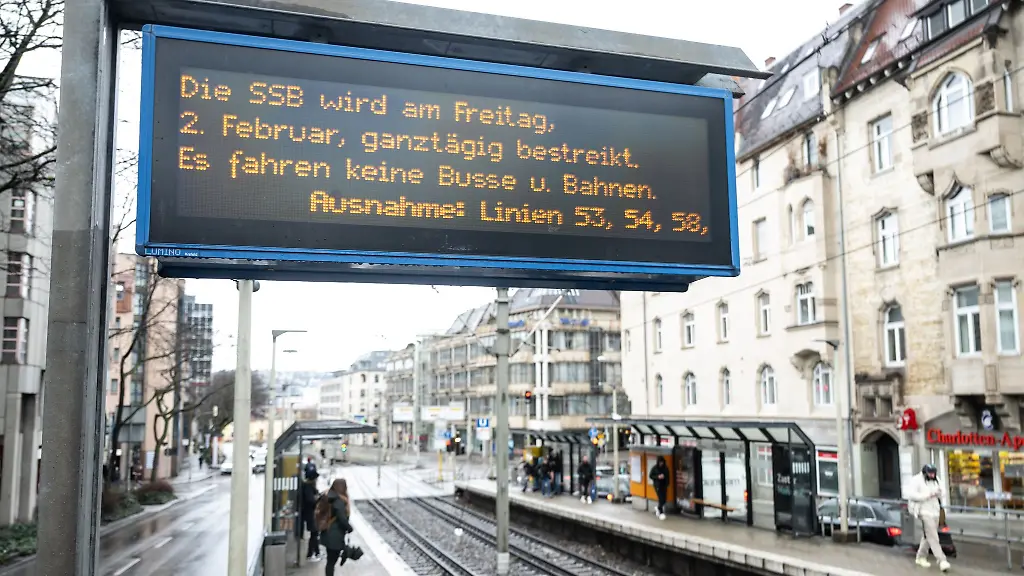 Die SSB wird am Freitag,
2. Februar, ganztägig bestreikt.
Es fahren keine Busse u. Bahnen.
Ausnahme: Linien 53, 54, 58,
LUMINO
Charlotten-Ap
U